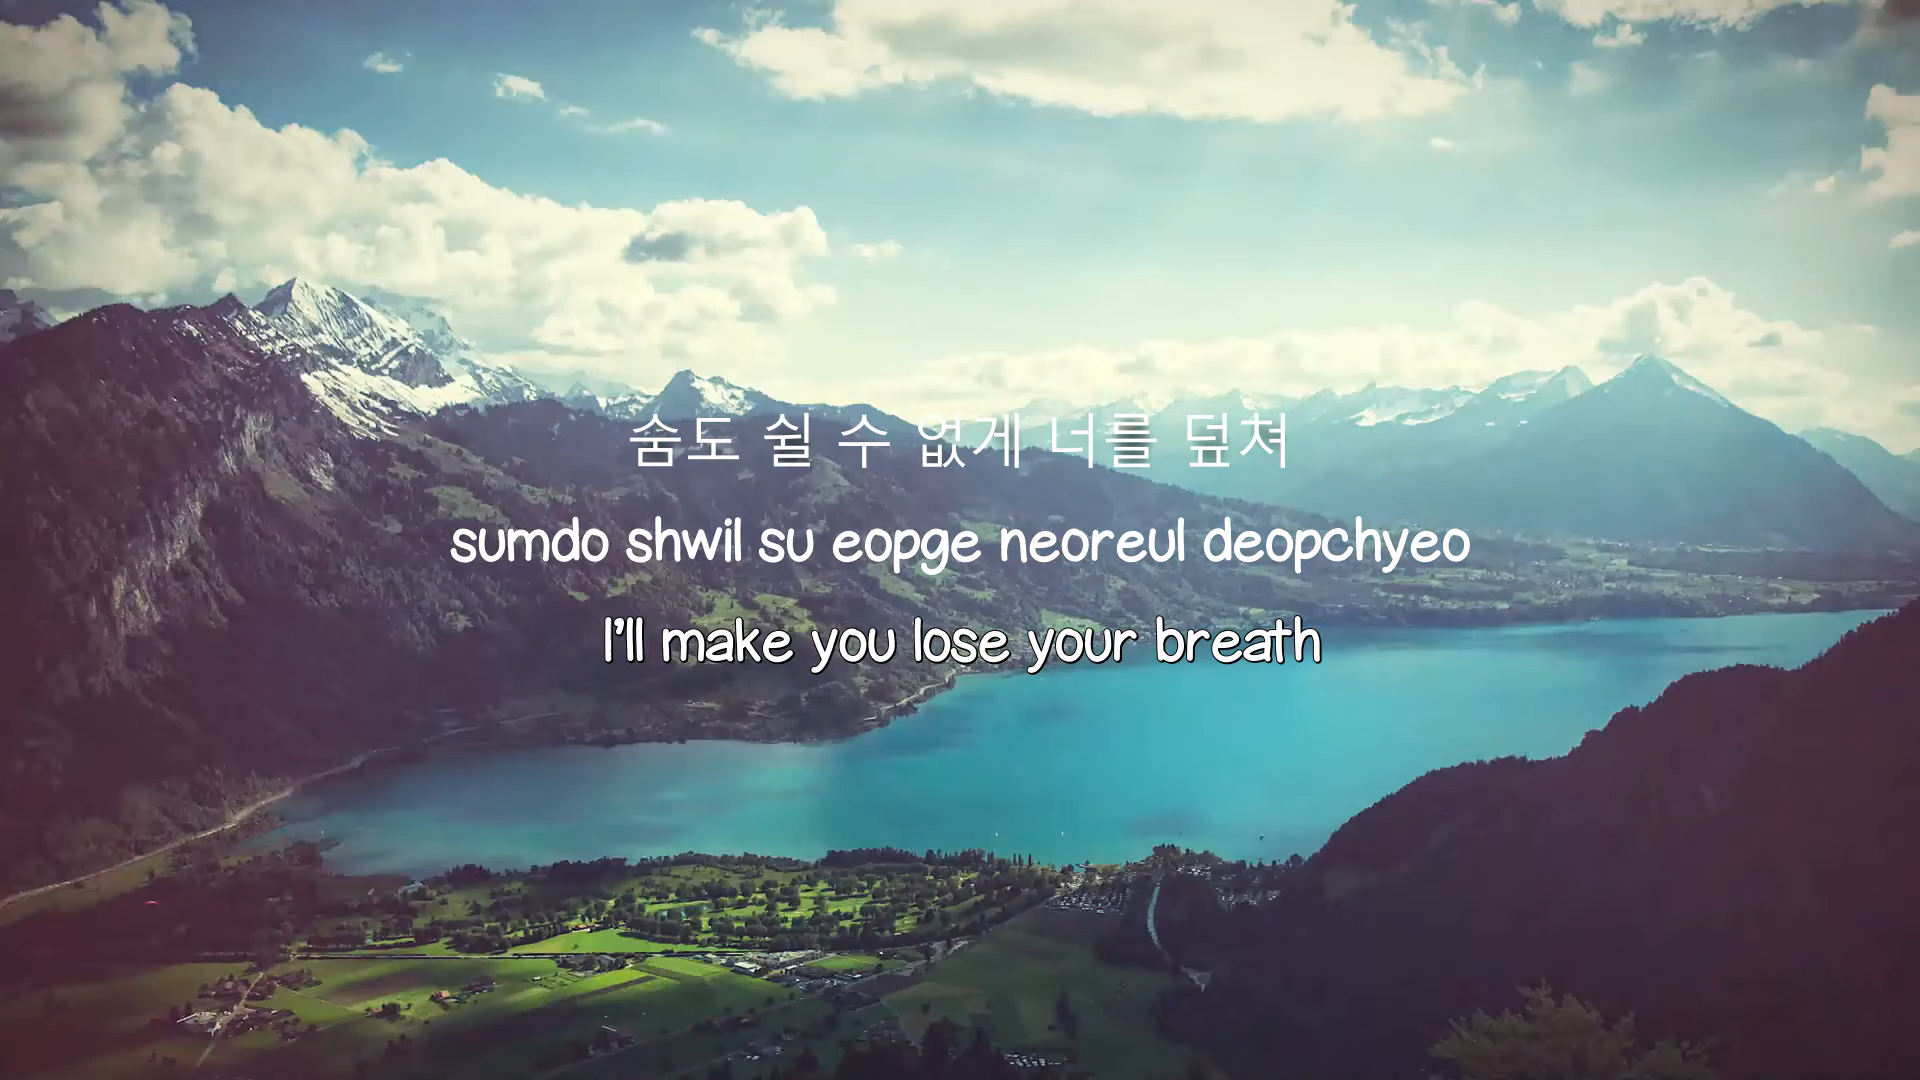 숨도 쉴 수 없게 너를 덮쳐
sumdo shwil su eopge neoreul deopchyeo
I'll make you lose your breath